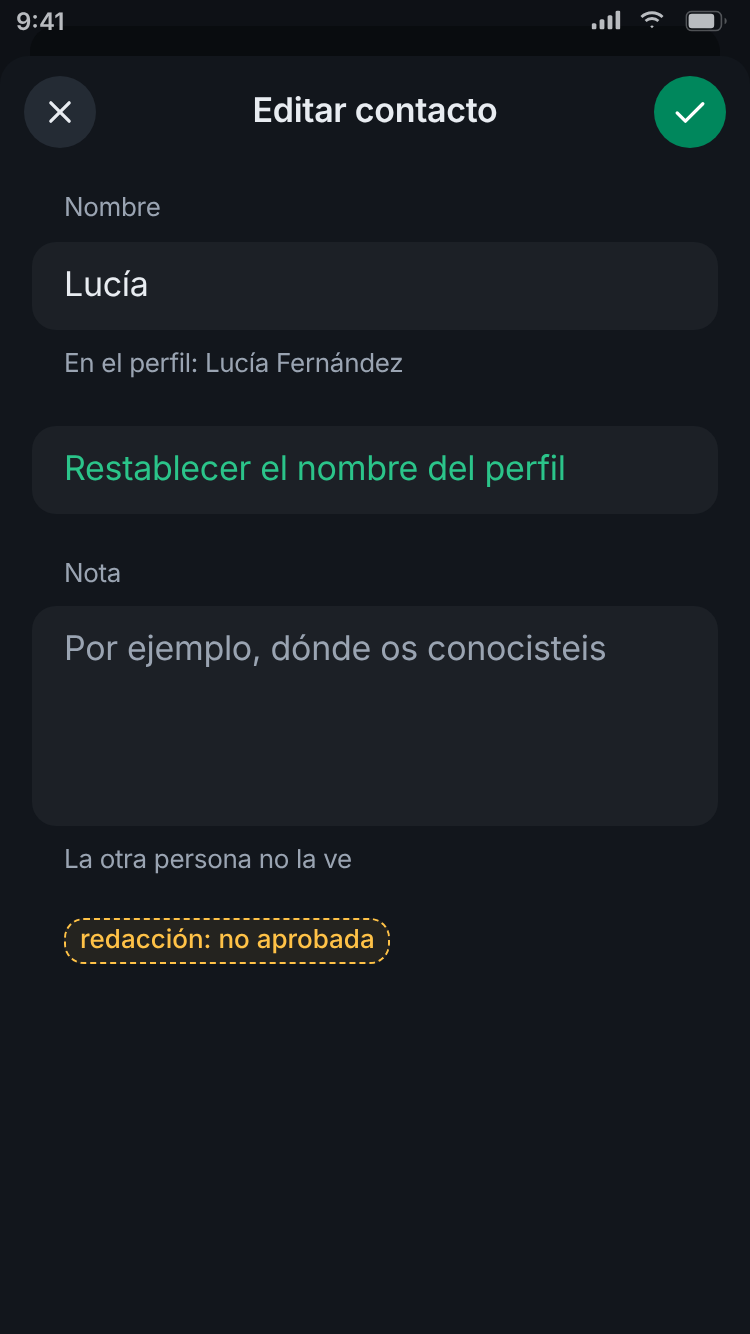 9:41
Editar contacto
Nombre
Lucía
En el perfil: Lucía Fernández
Restablecer el nombre del perfil
Nota
Por ejemplo, dónde os conocisteis
La otra persona no la ve
redacción: no aprobada